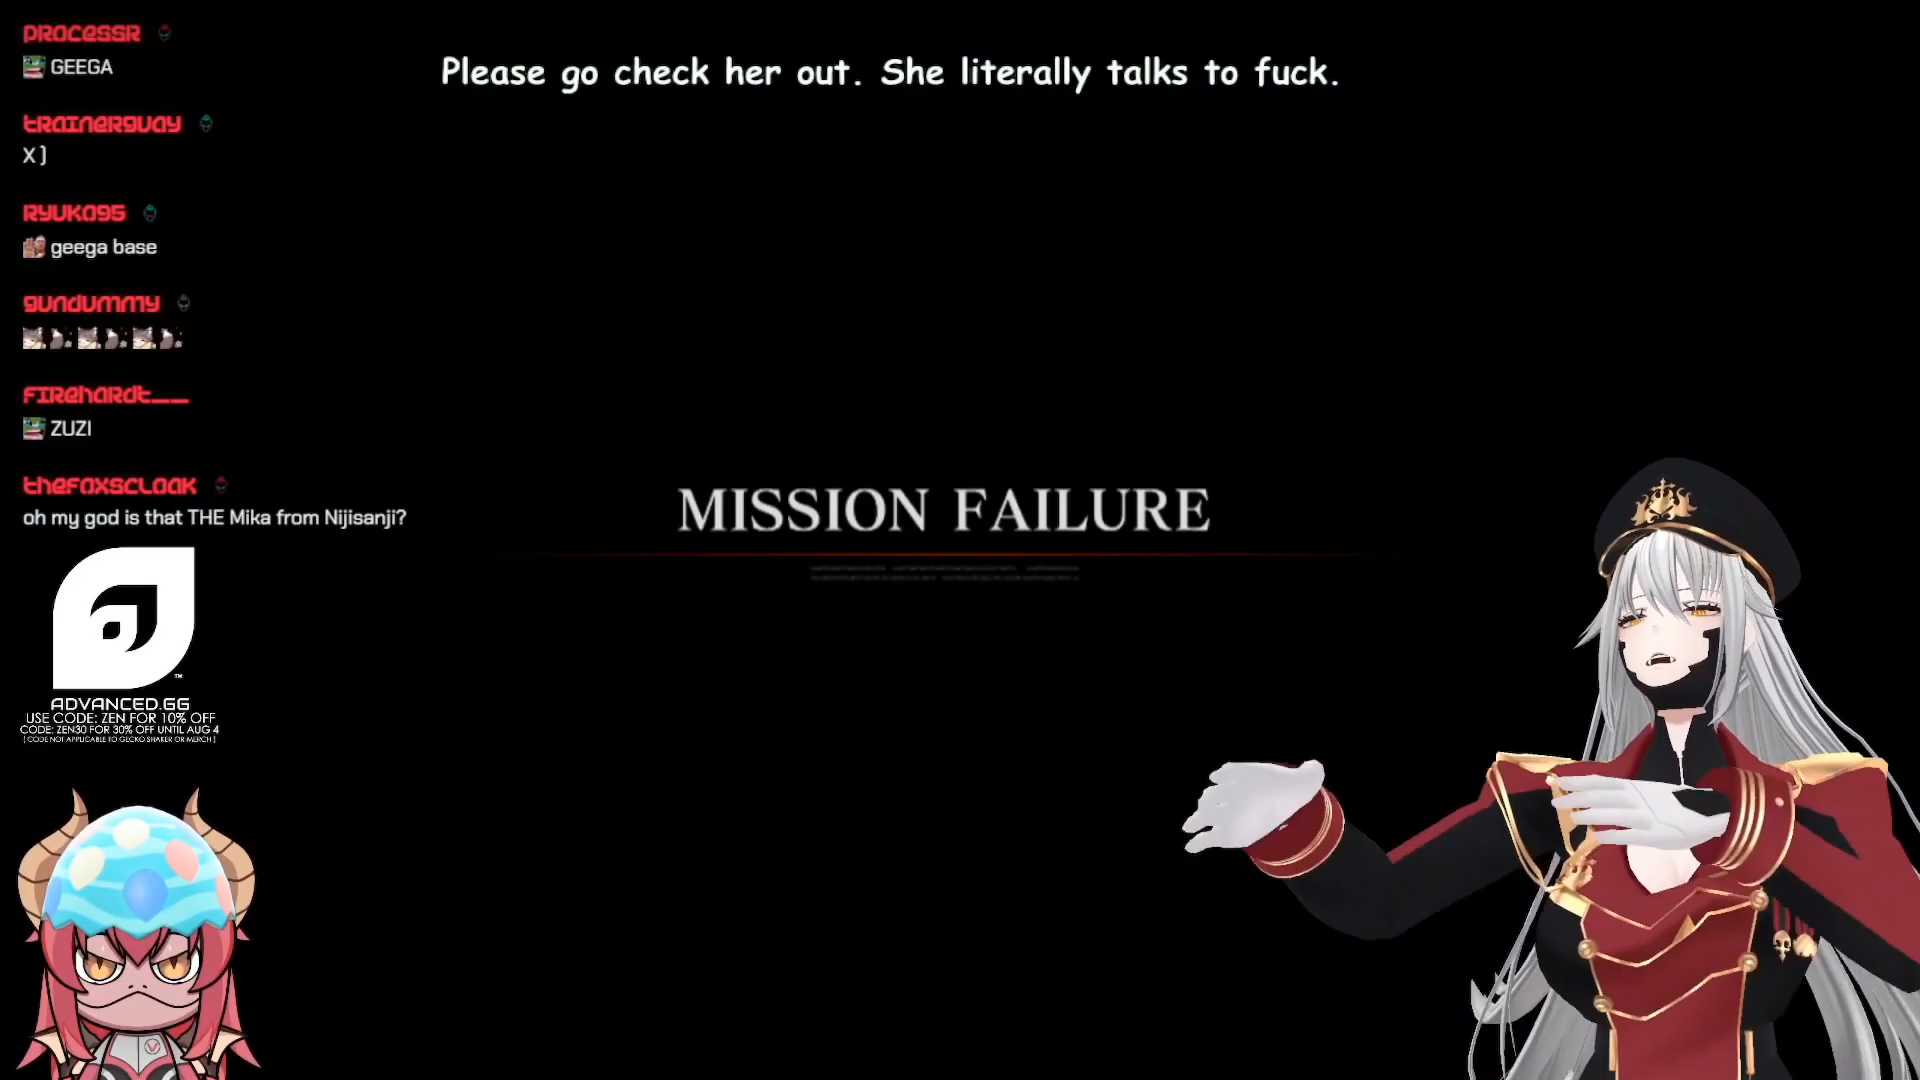 PROCESSR
GEEGA
Please go check her out. She literally talks to fuck.
TRAINERGUAY
X ]
RYUKO95
geega base
GUNDUMMY
FIREHARDT__
ZUZI
THEFOXSCLOAK
oh my god is that THE Mika from Nijisanji?
MISSION FAILURE
TM
ADVANCED.GG
USE CODE: ZEN FOR 10% OFF
CODE: ZEN30 FOR 30% OFF UNTIL AUG 4
[ CODE NOT APPLICABLE TO GECKO SHAKER OR MERCH ]